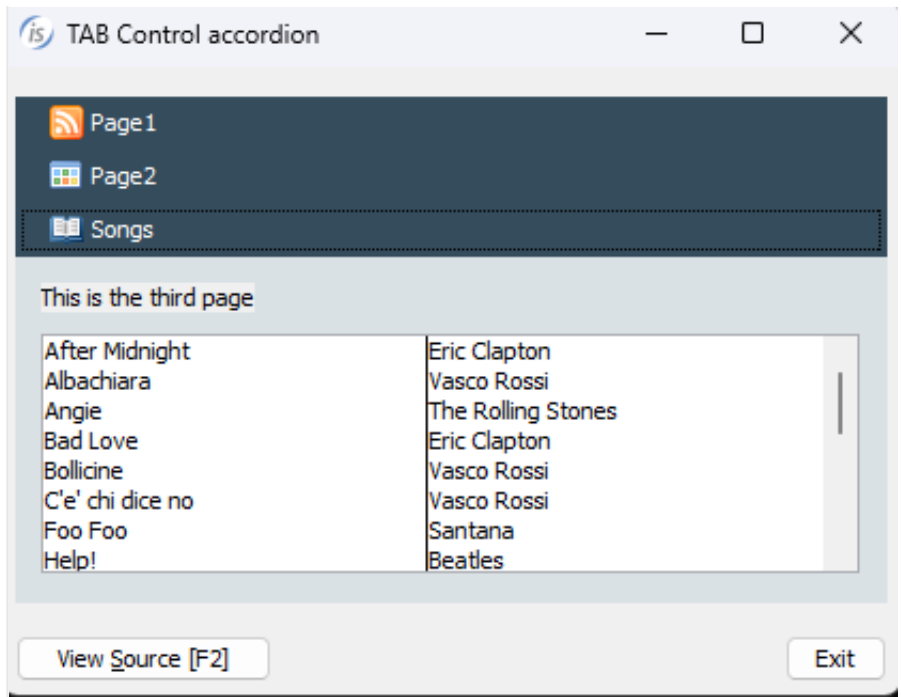 is TAB Control accordion
Page1
Page2
Songs
This is the third page
After Midnight Eric Clapton
Albachiara Vasco Rossi
Angie The Rolling Stones
Bad Love Eric Clapton
Bollicine Vasco Rossi
C'e' chi dice no Vasco Rossi
Foo Foo Santana
Help! Beatles
View Source [F2] Exit